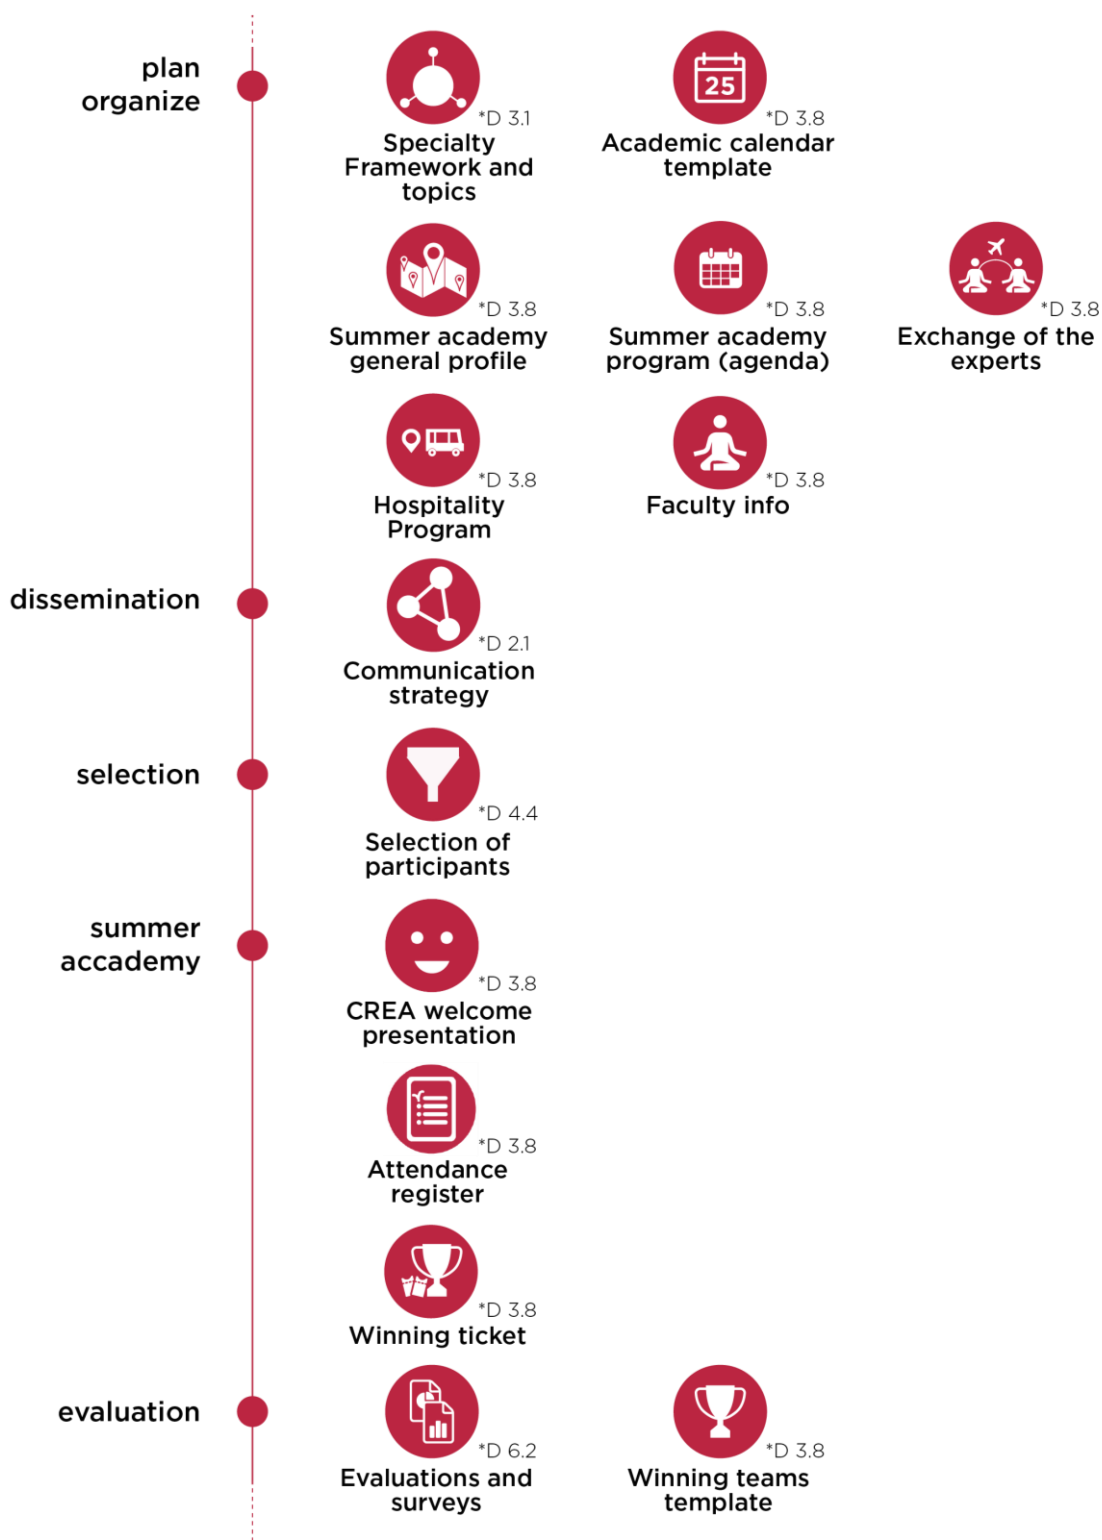 plan
organize
25
*D 3.1
Specialty
Framework and
topics
*D 3.8
Academic calendar
template
*D 3.8
Summer academy
general profile
*D 3.8
Summer academy
program (agenda)
*D 3.8
Exchange of the
experts
*D 3.8
Hospitality
Program
*D 3.8
Faculty info
dissemination
*D 2.1
Communication
strategy
selection
*D 4.4
Selection of
participants
summer
accademy
*D 3.8
CREA welcome
presentation
*D 3.8
Attendance
register
*D 3.8
Winning ticket
evaluation
*D 6.2
Evaluations and
surveys
*D 3.8
Winning teams
template